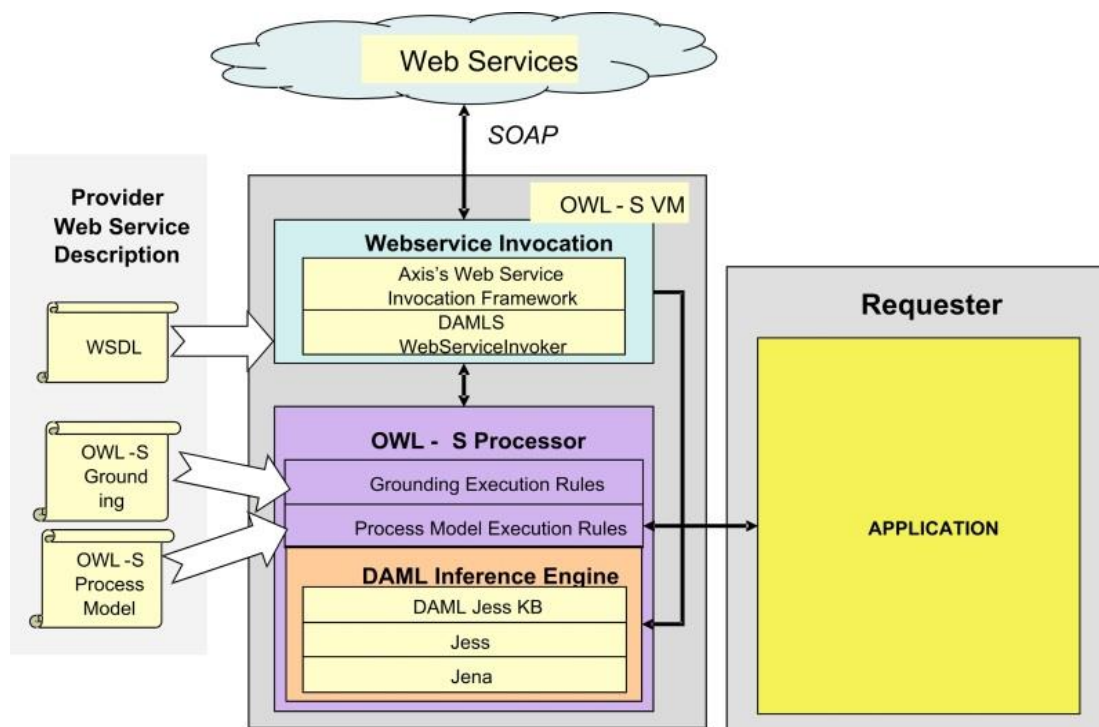 Web Services
SOAP
Provider
Web Service
Description
WSDL
OWL -S
Ground
ing
OWL -S
Process
Model
OWL - S VM
Webservice Invocation
Axis's Web Service
Invocation Framework
DAMLS
WebServiceInvoker
OWL - S Processor
Grounding Execution Rules
Process Model Execution Rules
DAML Inference Engine
DAML Jess KB
Jess
Jena
Requester
APPLICATION